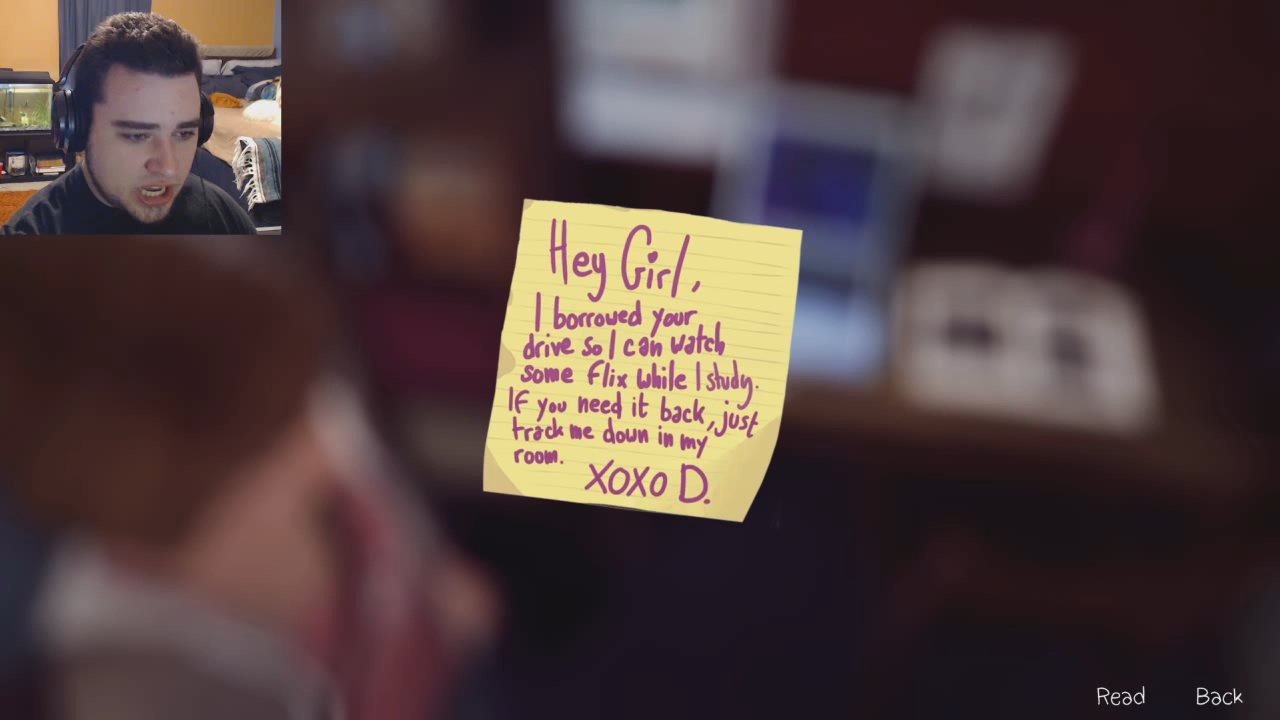 Hey Girl,
I borrowed your
drive so I can watch
some flix while I study.
If you need it back, just
track me down in my
room.
XOXO D.
Read Back